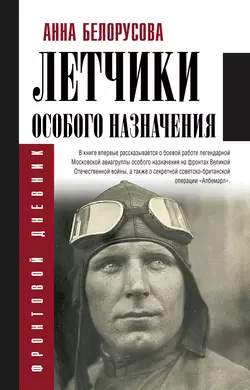 АННА БЕЛОРУСОВА
ЛЕТЧИКИ
ОСОБОГО НАЗНАЧЕНИЯ
В книге впервые рассказывается о боевой работе легендарной
Московской авиагруппы особого назначения на фронтах Великой
Отечественной войны, а также о секретной советско-британской
операции «Албемарл».
ФРОНТОВОЙ ДНЕВНИК